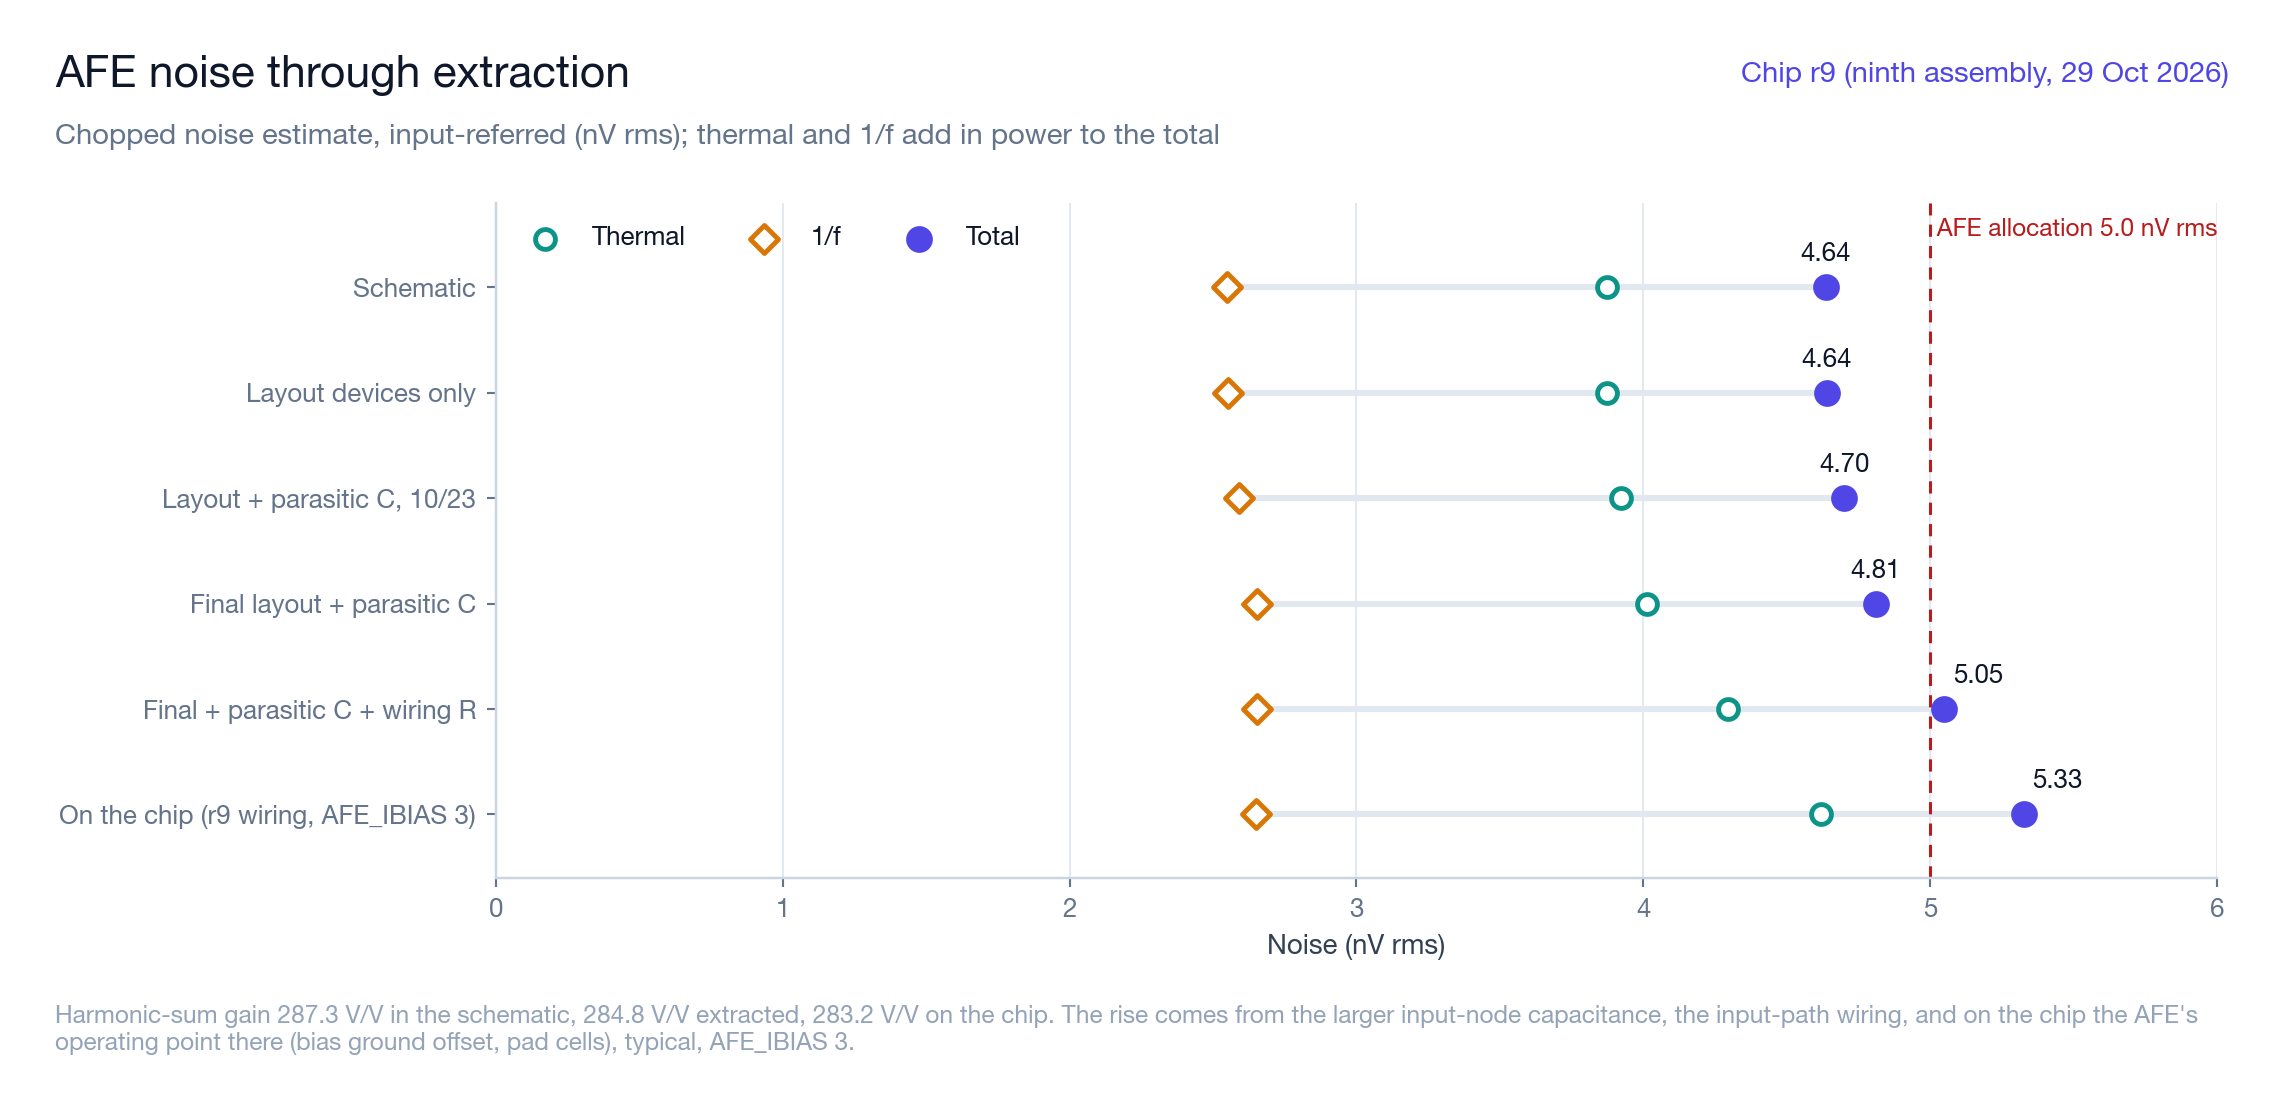 AFE noise through extraction
Chip r9 (ninth assembly, 29 Oct 2026)
Chopped noise estimate, input-referred (nV rms); thermal and 1/f add in power to the total
Thermal
1/f
Total
AFE allocation 5.0 nV rms
Schematic
4.64
Layout devices only
4.64
Layout + parasitic C, 10/23
4.70
Final layout + parasitic C
4.81
Final + parasitic C + wiring R
5.05
On the chip (r9 wiring, AFE_IBIAS 3)
5.33
0
1
2
3
4
5
6
Noise (nV rms)
Harmonic-sum gain 287.3 V/V in the schematic, 284.8 V/V extracted, 283.2 V/V on the chip. The rise comes from the larger input-node capacitance, the input-path wiring, and on the chip the AFE's
operating point there (bias ground offset, pad cells), typical, AFE_IBIAS 3.